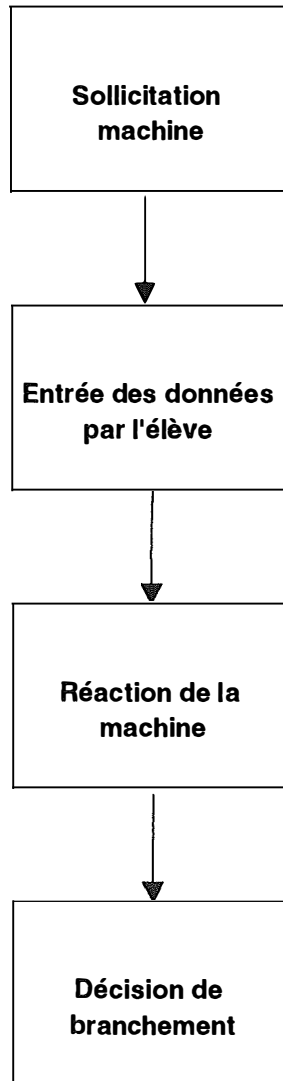 Sollicitation
machine
Entrée des données
par l'élève
Réaction de la
machine
Décision de
branchement